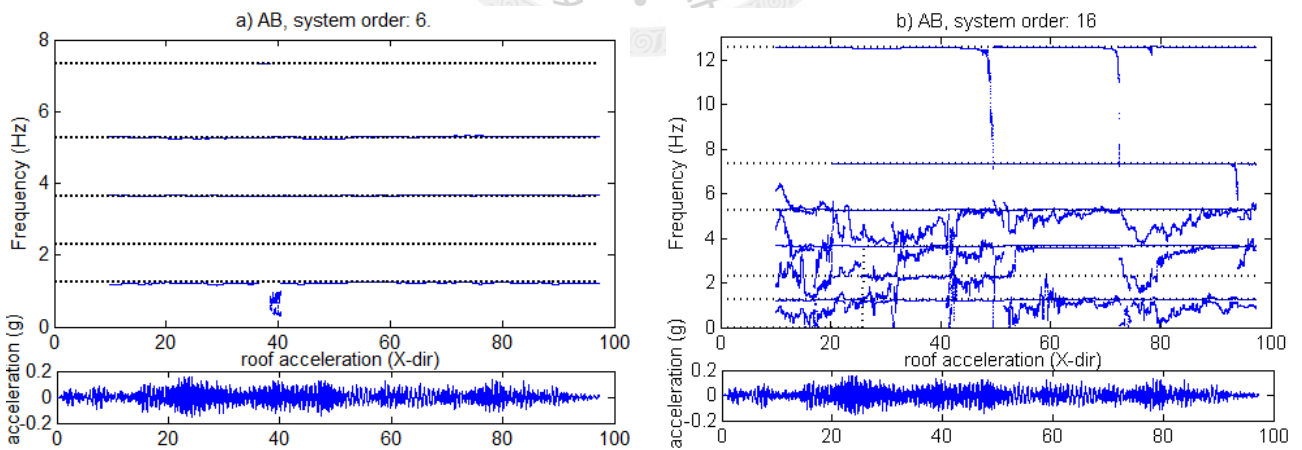 a) AB, system order: 6.
8
6
4
2
0
Frequency (Hz)
0 20 40 60 80 100
roof acceleration (X-dir)
0.2
0
-0.2
acceleration (g)
0 20 40 60 80 100
b) AB, system order: 16
12
10
8
6
4
2
0
Frequency (Hz)
0 20 40 60 80 100
roof acceleration (X-dir)
0.2
0
-0.2
acceleration (g)
0 20 40 60 80 100